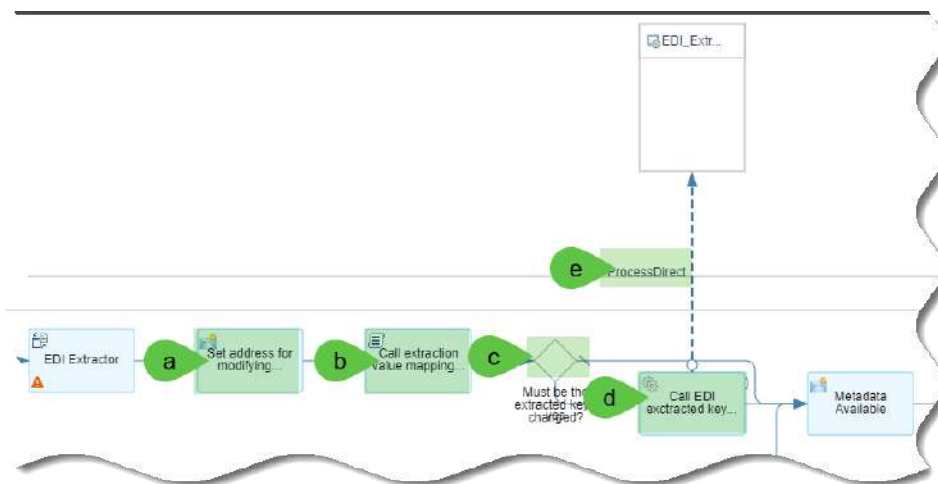 EDI_Extr...
e
ProcessDirect
EDI Extractor
a
Set address for
modifying...
b
Call extraction
value mapping...
c
Must be the
extracted key
changed?
d
Call EDI
exctracted key...
Metadata
Available